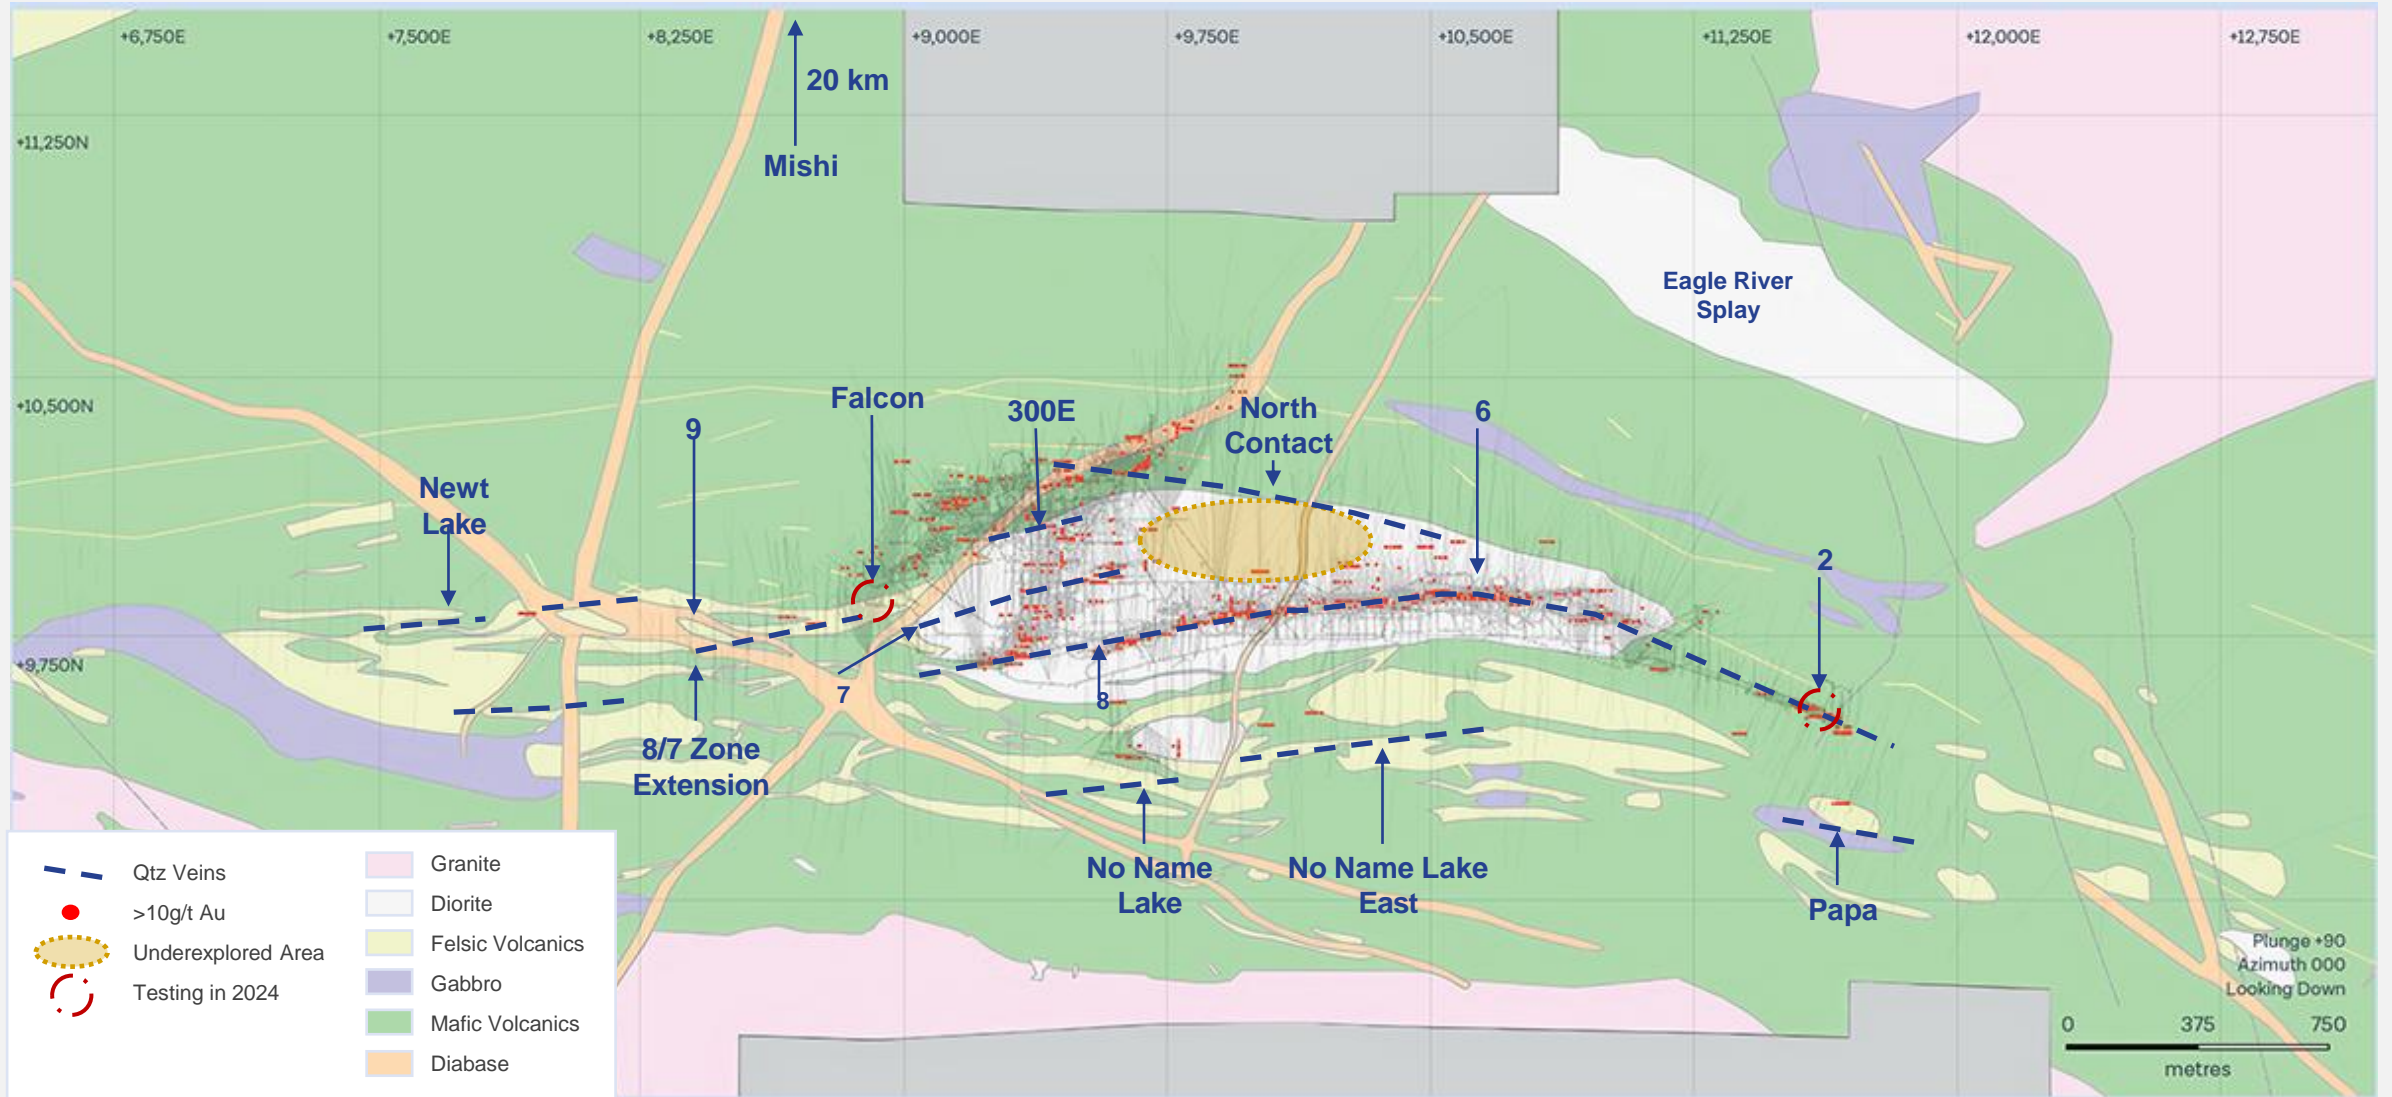 +6,750E
+7,500E
+8,250E
+9,000E
+9,750E
+10,500E
+11,250E
+12,000E
+12,750E
20 km
Mishi
+11,250N
Eagle River
Splay
+10,500N
Falcon
300E
North
Contact
6
9
Newt
Lake
2
+9,750N
7
8
8/7 Zone
Extension
No Name
Lake
No Name Lake
East
Papa
Qtz Veins
>10g/t Au
Underexplored Area
Testing in 2024
Granite
Diorite
Felsic Volcanics
Gabbro
Mafic Volcanics
Diabase
Plunge +90
Azimuth 000
Looking Down
0 375 750
metres